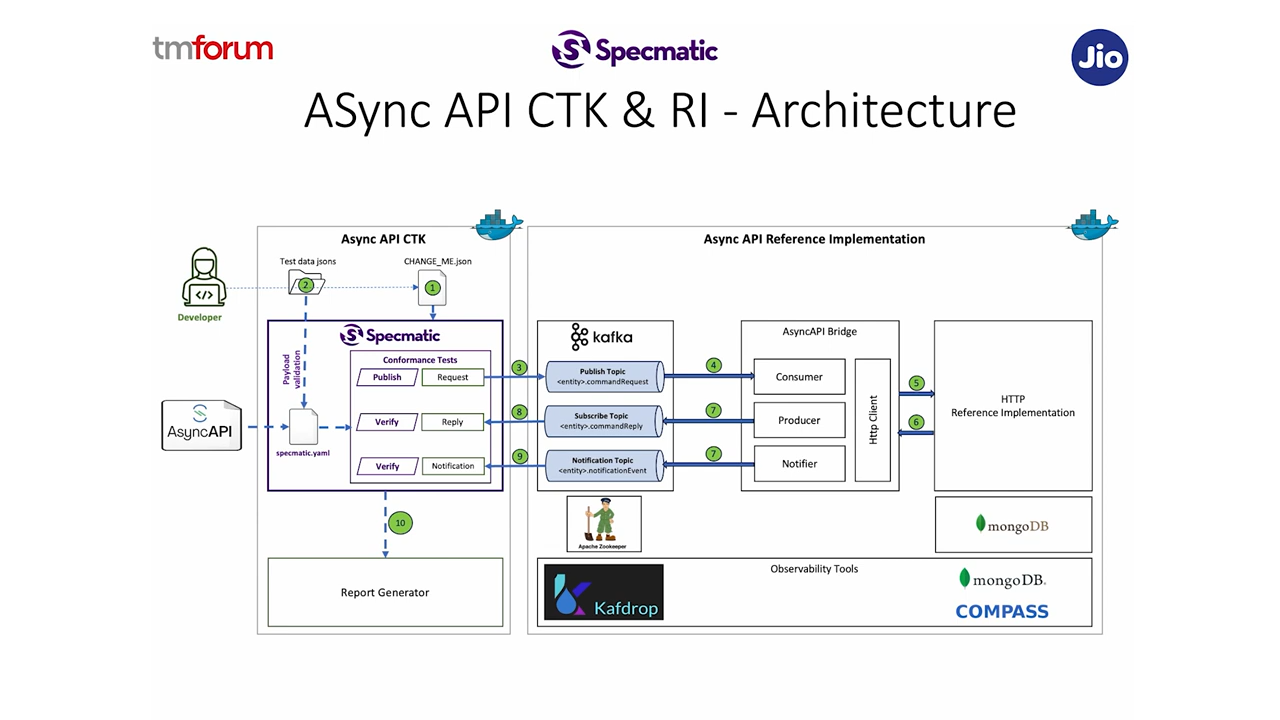 tmforum
Specmatic
Jio
ASync API CTK & RI - Architecture
Async API CTK
Async API Reference Implementation
Test data jsons
CHANGE_ME.json
2
1
Developer
Specmatic
Payload
validation
Conformance Tests
Publish
Request
Verify
Reply
Verify
Notification
AsyncAPI
specmatic.yaml
3
8
9
10
Report Generator
kafka
Publish Topic
<entity>.commandRequest
Subscribe Topic
<entity>.commandReply
Notification Topic
<entity>.notificationEvent
4
7
7
AsyncAPI Bridge
Consumer
Producer
Notifier
Http Client
5
6
HTTP
Reference Implementation
Apache Zookeeper
mongoDB
Observability Tools
Kafdrop
mongoDB.
COMPASS